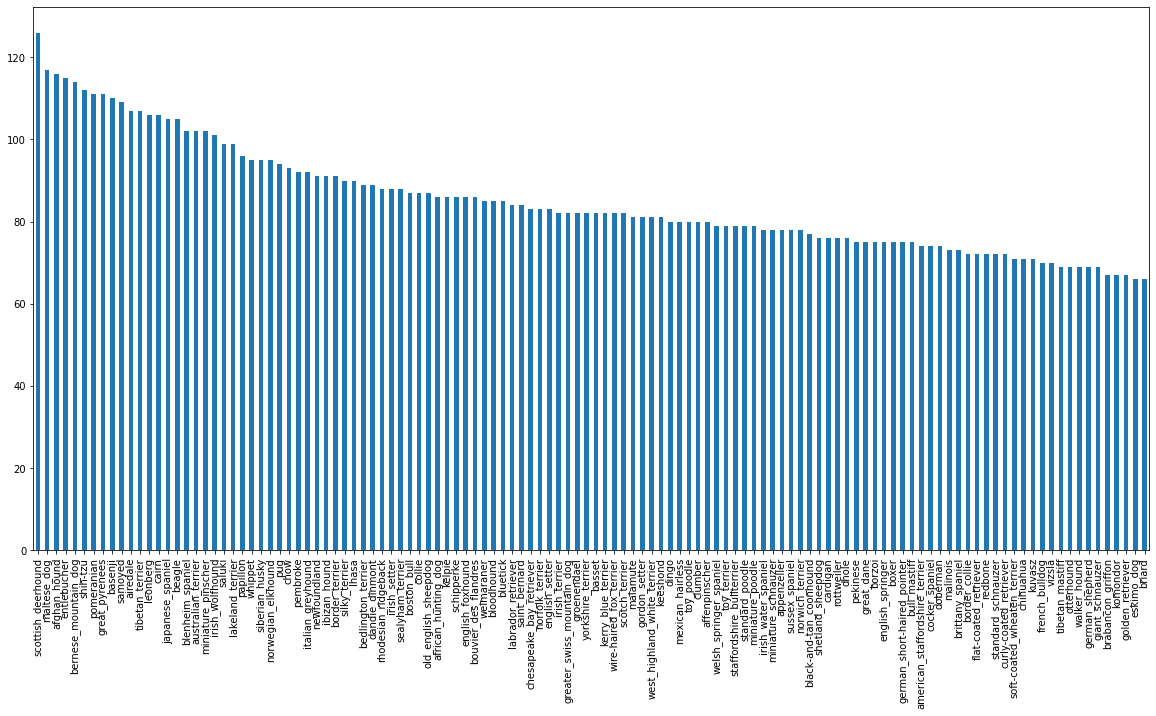 120
100
80
60
40
20
0
scottish_deerhound
maltese_dog
afghan_hound
entlebucher
bernese_mountain_dog
shih-tzu
pomeranian
great_pyrenees
basenji
samoyed
airedale
tibetan_terrier
leonberg
cairn
japanese_spaniel
beagle
blenheim_spaniel
australian_terrier
miniature_pinscher
irish_wolfhound
saluki
lakeland_terrier
papillon
whippet
siberian_husky
norwegian_elkhound
pug
chow
pembroke
italian_greyhound
newfoundland
ibizan_hound
border_terrier
silky_terrier
lhasa
bedlington_terrier
dandie_dinmont
rhodesian_ridgeback
irish_setter
sealyham_terrier
boston_bull
collie
old_english_sheepdog
african_hunting_dog
kelpie
schipperke
english_foxhound
bouvier_des_flandres
weimaraner
bloodhound
bluetick
labrador_retriever
saint_bernard
chesapeake_bay_retriever
norfolk_terrier
english_setter
irish_terrier
greater_swiss_mountain_dog
groenendael
yorkshire_terrier
basset
kerry_blue_terrier
wire-haired_fox_terrier
scotch_terrier
malamute
gordon_setter
west_highland_white_terrier
keeshond
dingo
mexican_hairless
toy_poodle
clumber
affenpinscher
welsh_springer_spaniel
toy_terrier
staffordshire_bullterrier
standard_poodle
miniature_poodle
irish_water_spaniel
miniature_schnauzer
appenzeller
sussex_spaniel
norwich_terrier
black-and-tan_coonhound
shetland_sheepdog
cardigan
rottweiler
dhole
pekinese
great_dane
borzoi
english_springer
boxer
german_short-haired_pointer
bull_mastiff
american_staffordshire_terrier
cocker_spaniel
doberman
malinois
brittany_spaniel
border_collie
flat-coated_retriever
redbone
standard_schnauzer
curly-coated_retriever
soft-coated_wheaten_terrier
chihuahua
kuvasz
french_bulldog
vizsla
tibetan_mastiff
otterhound
walker_hound
german_shepherd
giant_schnauzer
brabancon_griffon
komondor
golden_retriever
eskimo_dog
briard